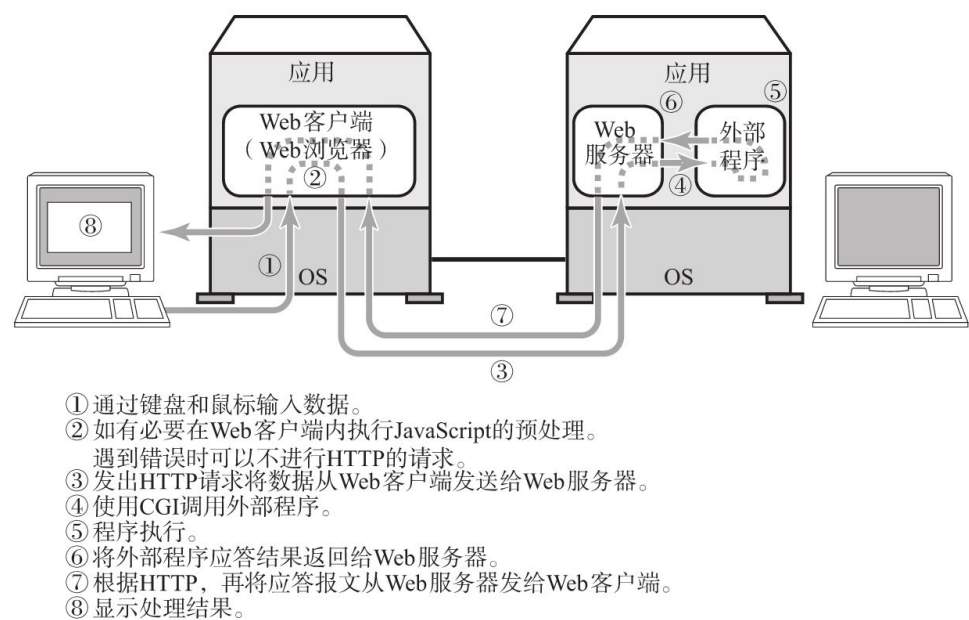 应用
应用
⑤
⑥
Web客户端
(Web浏览器)
②
Web
服务器
外部
程序
④
⑧
①
OS
OS
⑦
③
①通过键盘和鼠标输入数据。
②如有必要在Web客户端内执行JavaScript的预处理。
遇到错误时可以不进行HTTP的请求。
③发出HTTP请求将数据从Web客户端发送给Web服务器。
④使用CGI调用外部程序。
⑤程序执行。
⑥将外部程序应答结果返回给Web服务器。
⑦根据HTTP，再将应答报文从Web服务器发给Web客户端。
⑧显示处理结果。